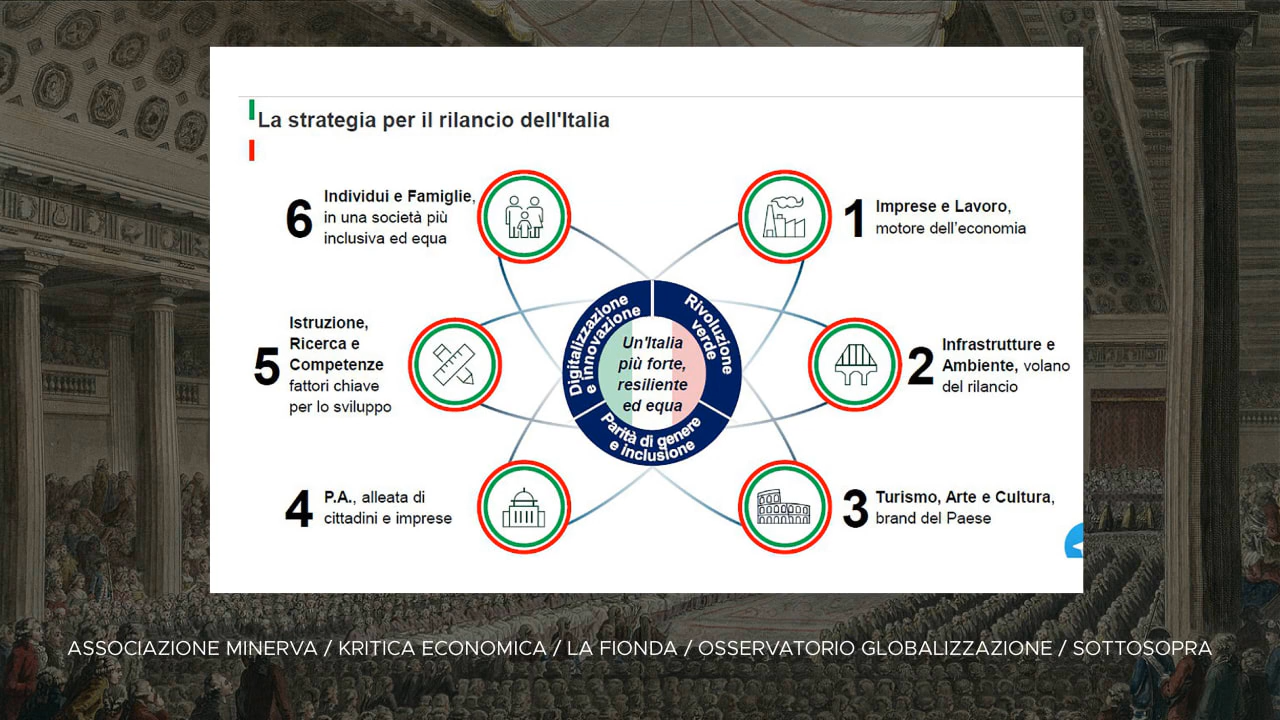 La strategia per il rilancio dell'Italia
6
Individui e Famiglie,
in una società più
inclusiva ed equa
1
Imprese e Lavoro,
motore dell'economia
5
Istruzione,
Ricerca e
Competenze
fattori chiave
per lo sviluppo
Digitalizzazione
e innovazione
Rivoluzione
verde
Parità di genere
e inclusione
Un'Italia
più forte,
resiliente
ed equa
2
Infrastrutture e
Ambiente, volano
del rilancio
4
P.A., alleata di
cittadini e imprese
3
Turismo, Arte e Cultura,
brand del Paese
ASSOCIAZIONE MINERVA / KRITICA ECONOMICA / LA FIONDA / OSSERVATORIO GLOBALIZZAZIONE / SOTTOSOPRA